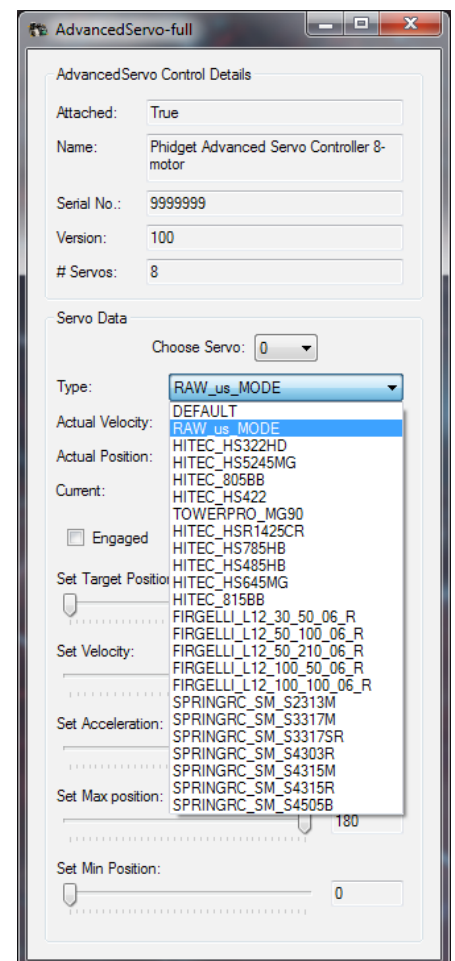 AdvancedServo-full
AdvancedServo Control Details
Attached: True
Name: Phidget Advanced Servo Controller 8-
motor
Serial No.: 9999999
Version: 100
# Servos: 8
Servo Data
Choose Servo: 0
Type: RAW_us_MODE
DEFAULT
Actual Velocity: RAW_us_MODE
HITEC_HS322HD
Actual Position: HITEC_HS5245MG
HITEC_805BB
Current: HITEC_HS422
TOWERPRO_MG90
Engaged HITEC_HSR1425CR
HITEC_HS785HB
HITEC_HS485HB
Set Target Position HITEC_HS645MG
HITEC_815BB
FIRGELLI_L12_30_50_06_R
FIRGELLI_L12_50_100_06_R
Set Velocity: FIRGELLI_L12_50_210_06_R
FIRGELLI_L12_100_50_06_R
FIRGELLI_L12_100_100_06_R
SPRINGRC_SM_S2313M
Set Acceleration: SPRINGRC_SM_S3317M
SPRINGRC_SM_S3317SR
SPRINGRC_SM_S4303R
SPRINGRC_SM_S4315M
Set Max position: SPRINGRC_SM_S4315R
SPRINGRC_SM_S4505B
180
Set Min Position:
0